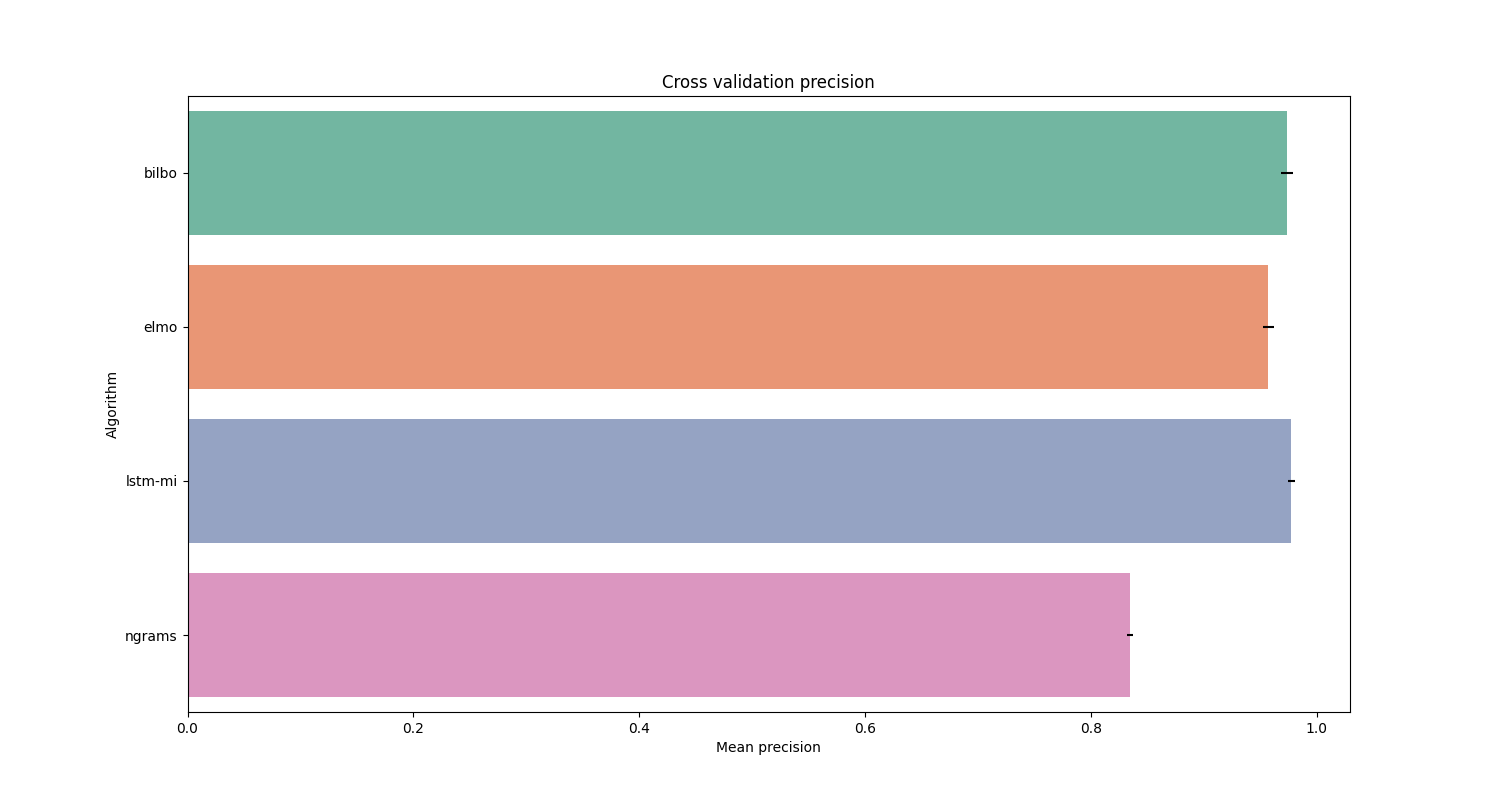 Cross validation precision
bilbo
elmo
lstm-mi
ngrams
Algorithm
0.0 0.2 0.4 0.6 0.8 1.0
Mean precision